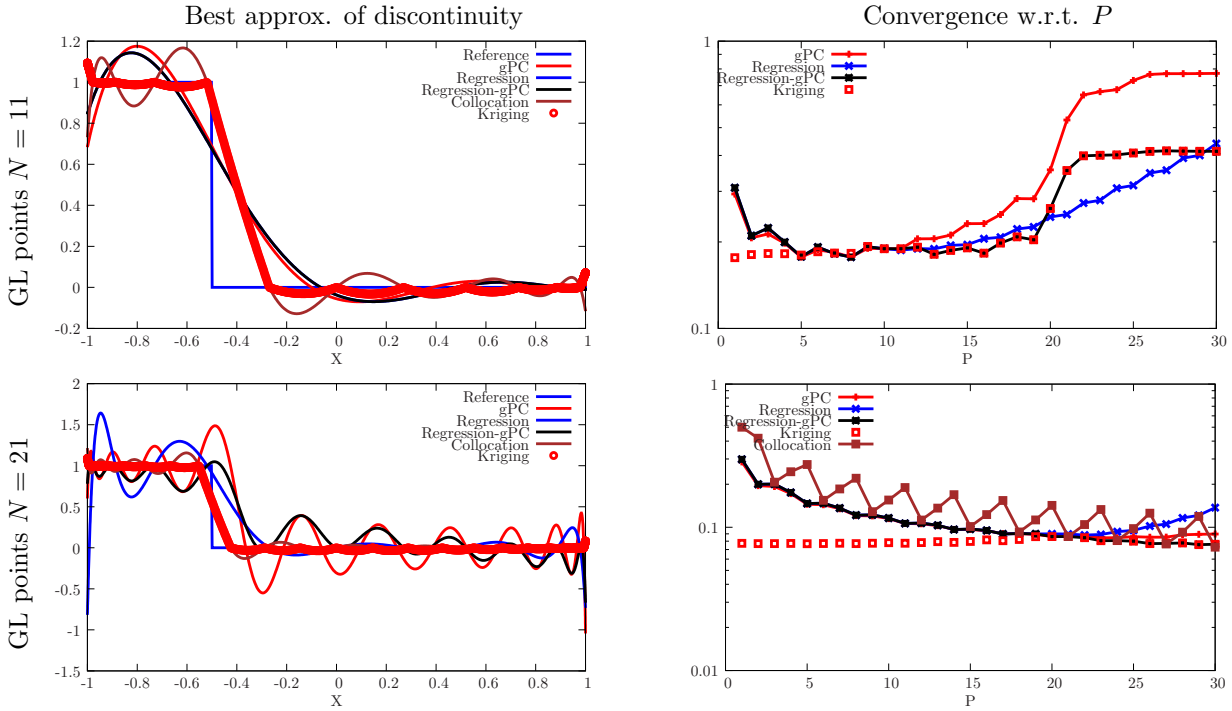 Best approx. of discontinuity
Convergence w.r.t. P
GL points N = 11
1.2
1
0.8
0.6
0.4
0.2
0
-0.2
-1 -0.8 -0.6 -0.4 -0.2 0 0.2 0.4 0.6 0.8 1
X
Reference
gPC
Regression
Regression-gPC
Collocation
Kriging
1
0.1
0 5 10 15 20 25 30
P
gPC
Regression
Regression-gPC
Kriging
GL points N = 21
2
1.5
1
0.5
0
-0.5
-1
-1.5
-1 -0.8 -0.6 -0.4 -0.2 0 0.2 0.4 0.6 0.8 1
X
Reference
gPC
Regression
Regression-gPC
Collocation
Kriging
1
0.1
0.01
0 5 10 15 20 25 30
P
gPC
Regression
Regression-gPC
Kriging
Collocation